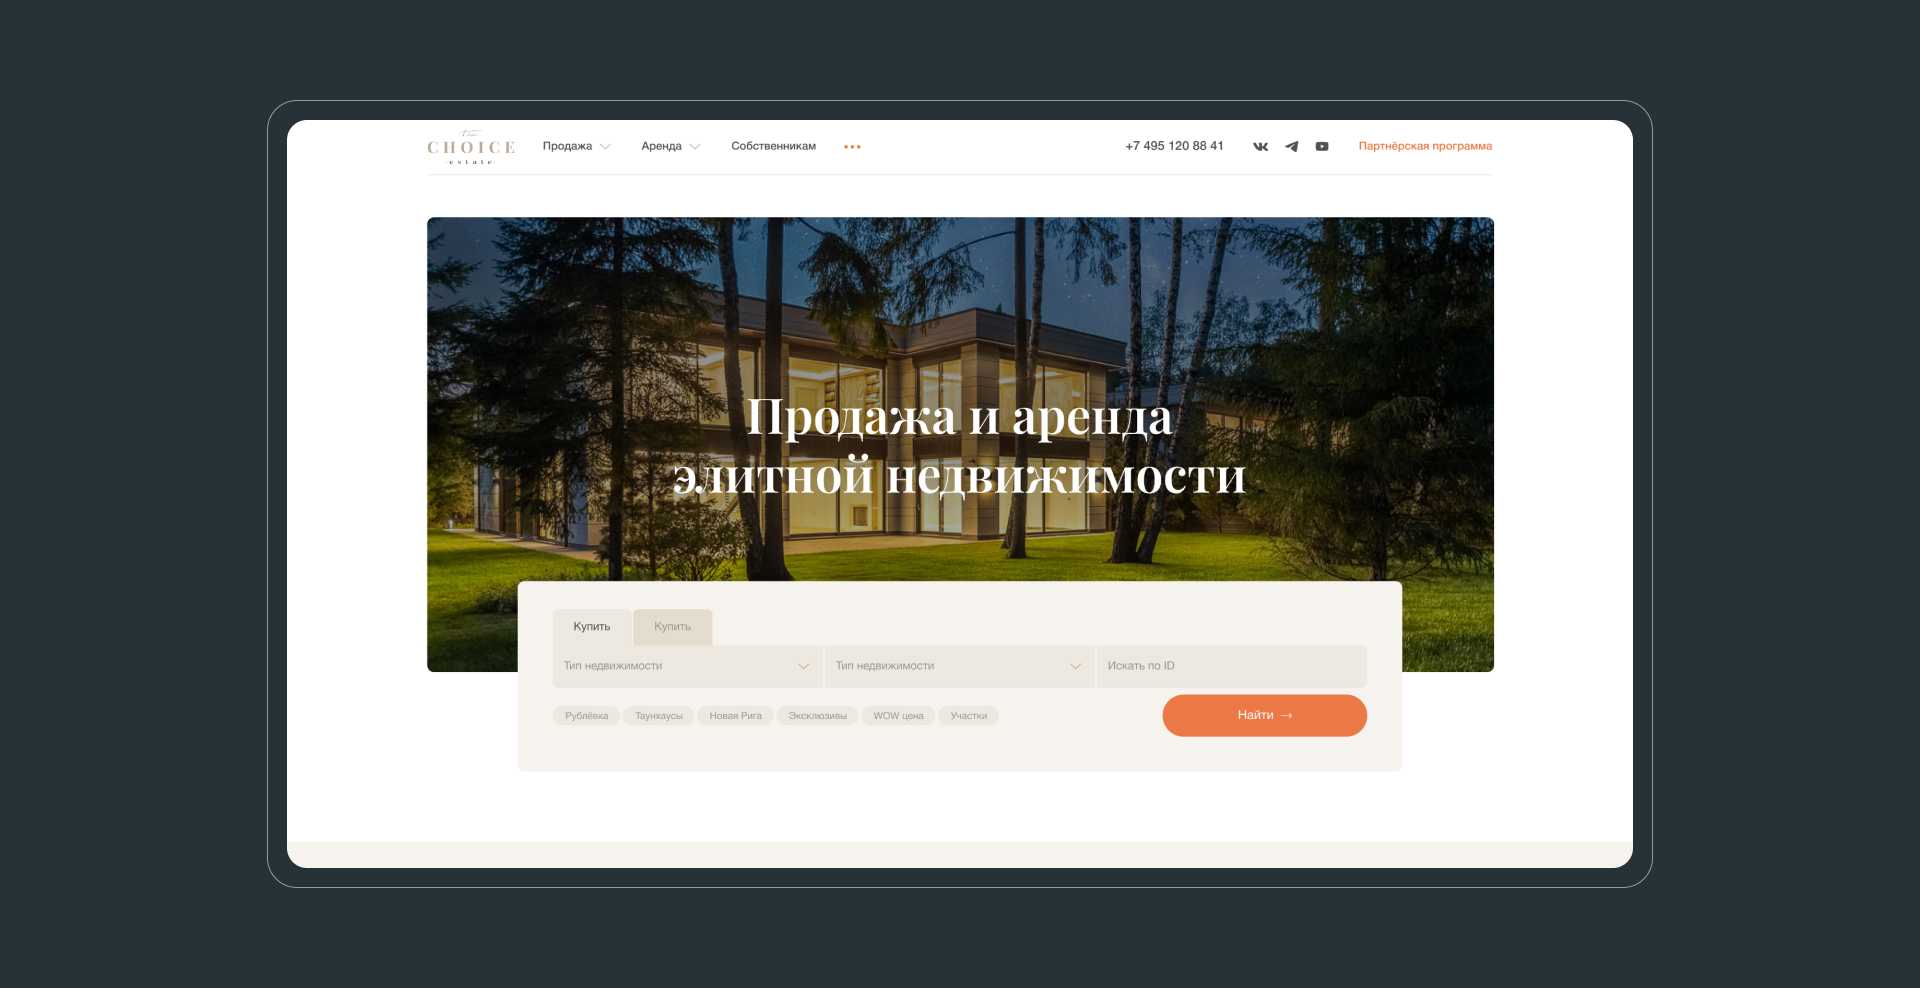 the
CHOICE
estate
Продажа Аренда Собственникам +7 495 120 88 41 Партнёрская программа
Продажа и аренда
элитной недвижимости
Купить Купить
Тип недвижимости Тип недвижимости Искать по ID
Рублёвка Таунхаусы Новая Рига Эксклюзивы WOW цена Участки Найти →